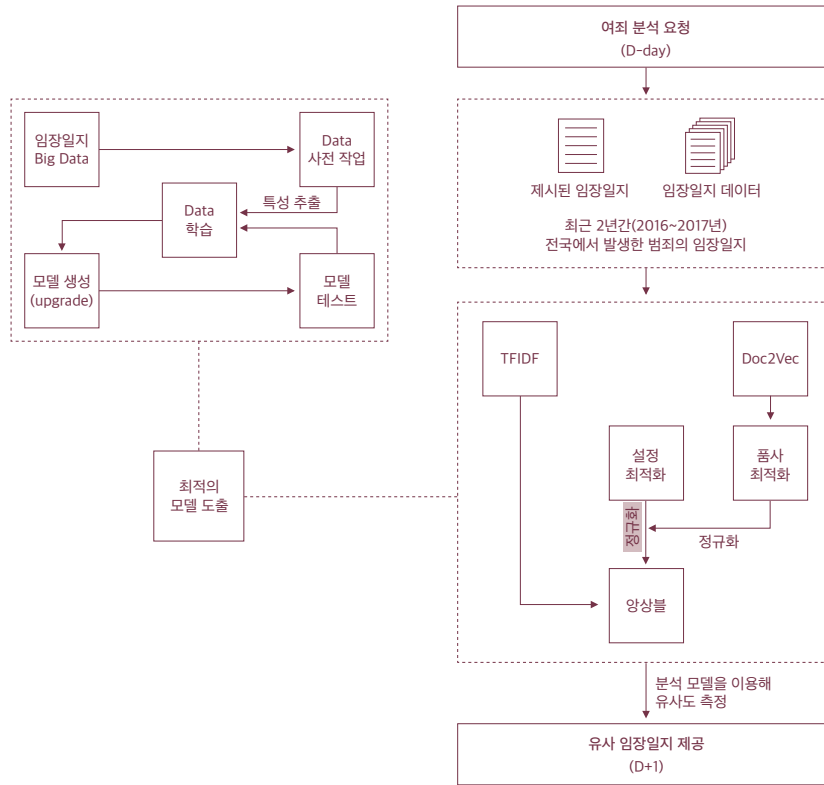 여죄 분석 요청
(D-day)
임장일지
Big Data
Data
사전 작업
특성 추출
Data
학습
모델 생성
(upgrade)
모델
테스트
최적의
모델 도출
제시된 임장일지
임장일지 데이터
최근 2년간(2016~2017년)
전국에서 발생한 범죄의 임장일지
TFIDF
Doc2Vec
설정
최적화
품사
최적화
정규화
정규화
앙상블
분석 모델을 이용해
유사도 측정
유사 임장일지 제공
(D+1)